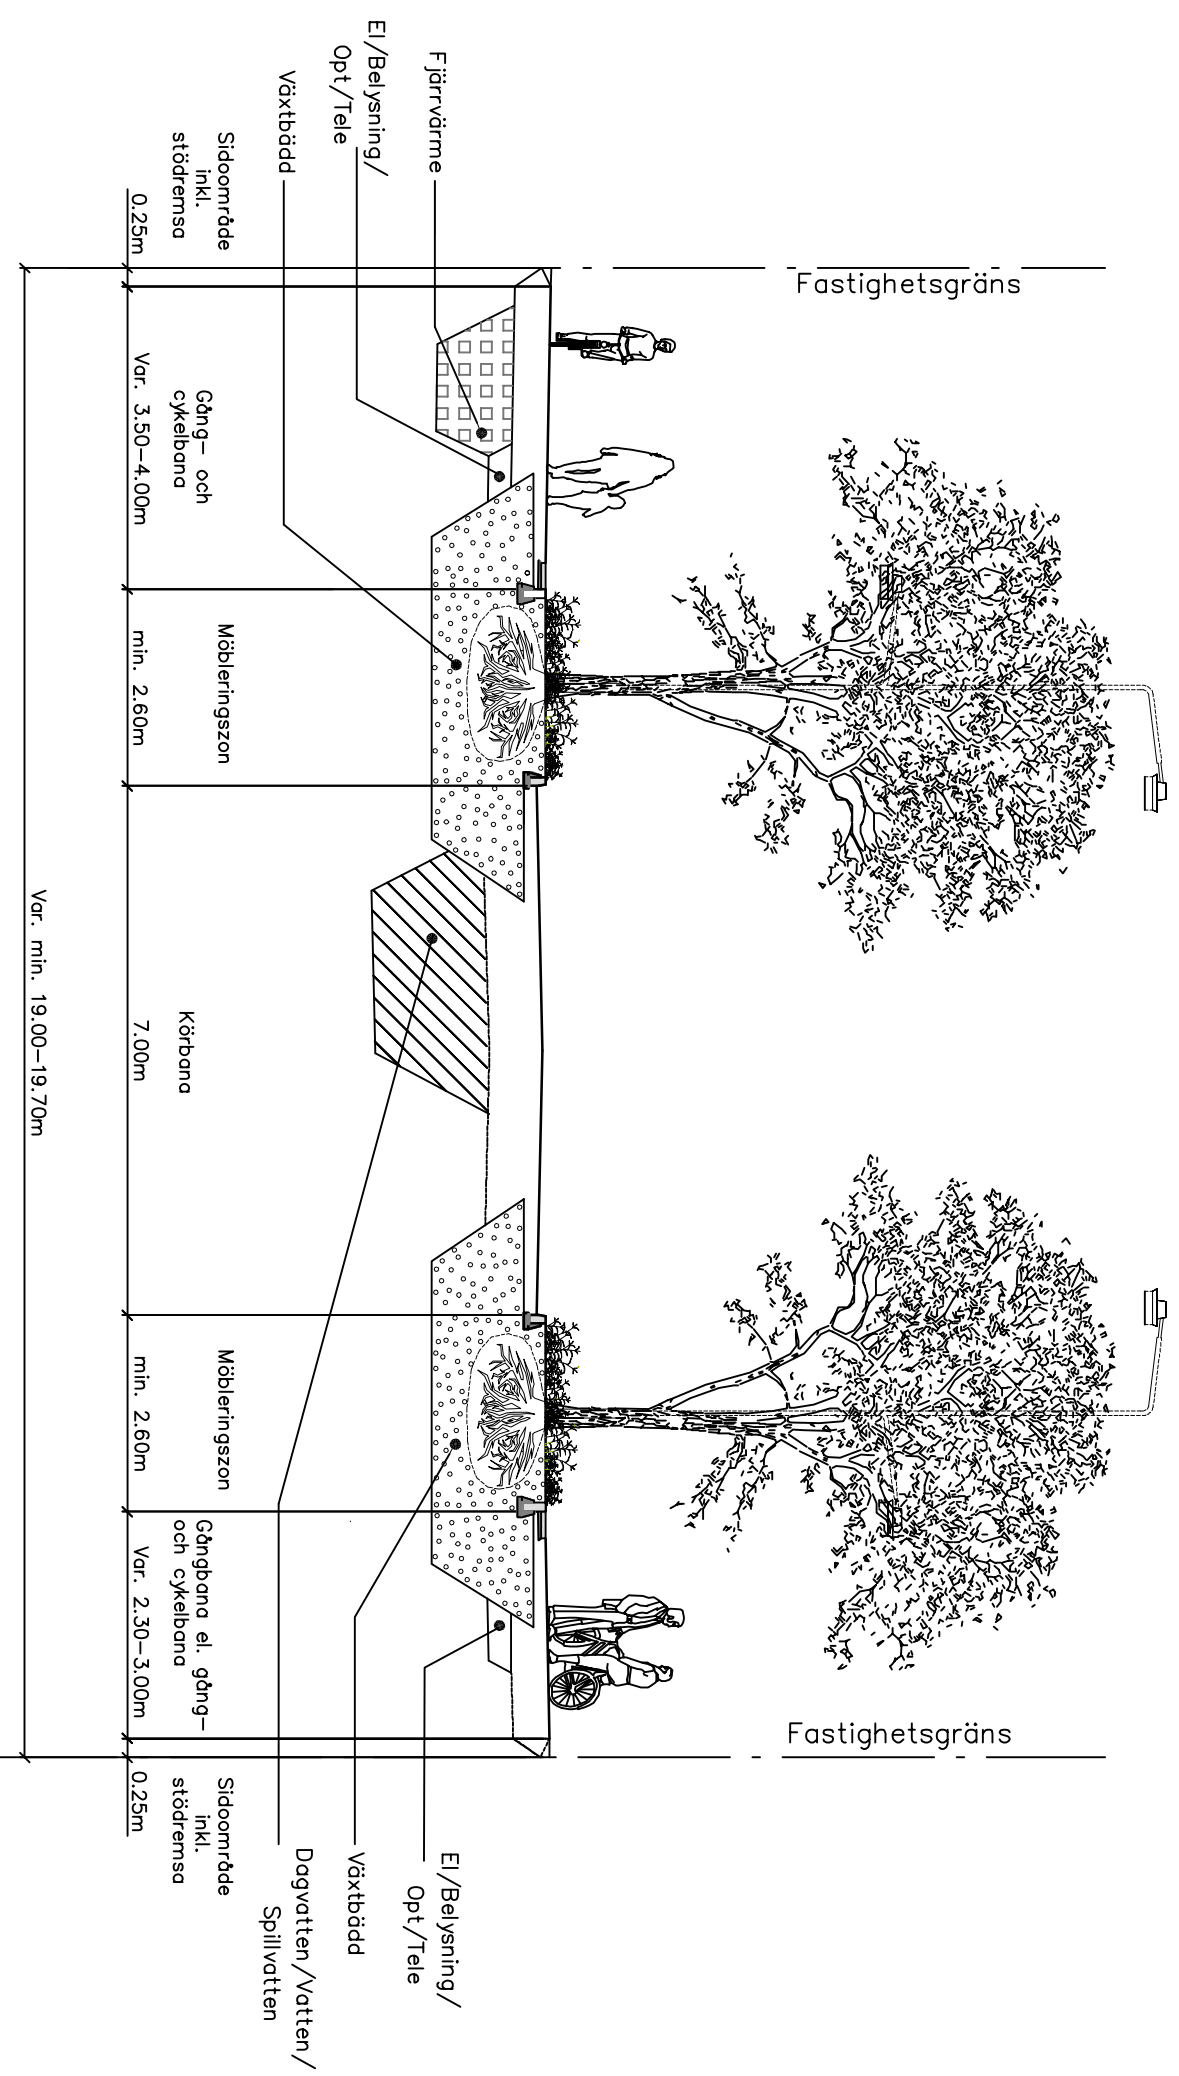 Fastighetsgräns
Fastighetsgräns
Fjärrvärme
El/Belysning/
Opt/Tele
Växtbädd
El/Belysning/
Opt/Tele
Växtbädd
Dagvatten/Vatten/
Spillvatten
Sidoområde
inkl.
stödremsa
Gång- och
cykelbana
Möbleringszon
Körbana
Möbleringszon
Gångbana el. gång-
och cykelbana
Sidoområde
inkl.
stödremsa
0.25m
Var. 3.50-4.00m
min. 2.60m
7.00m
min. 2.60m
Var. 2.30-3.00m
0.25m
Var. min. 19.00-19.70m